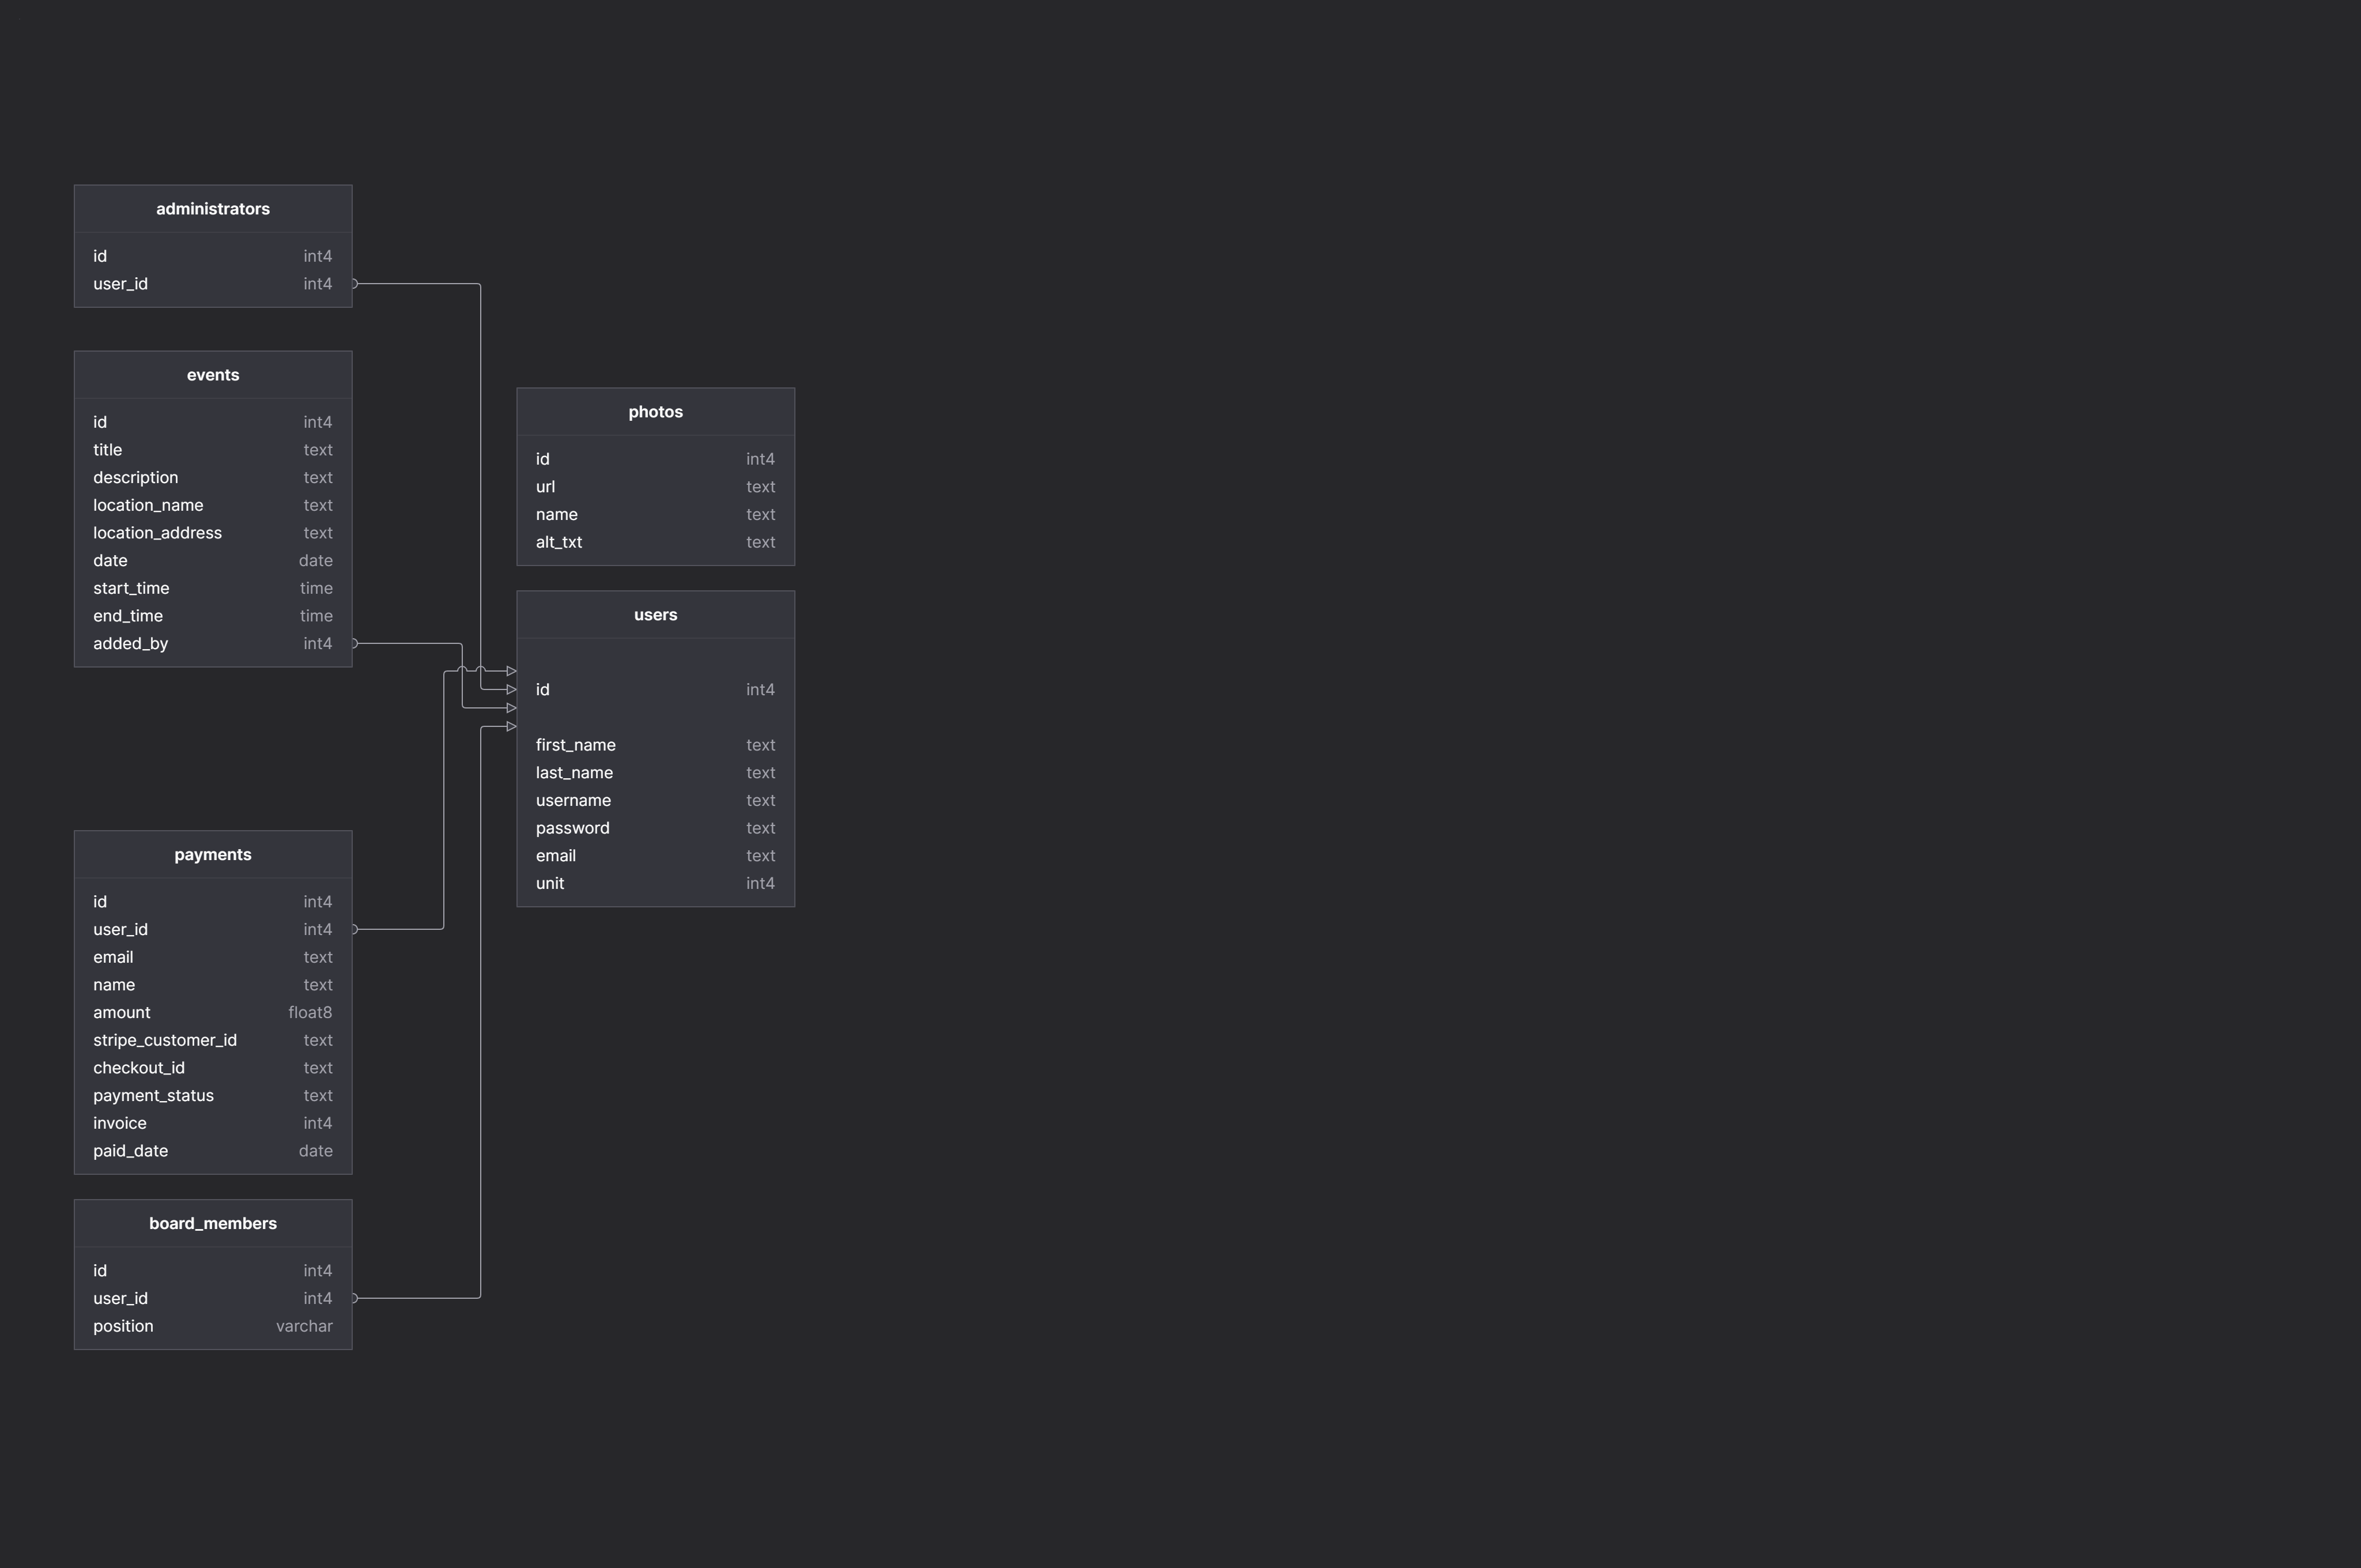 administrators
id int4
user_id int4
events
id int4
title text
description text
location_name text
location_address text
date date
start_time time
end_time time
added_by int4
photos
id int4
url text
name text
alt_txt text
users
id int4
first_name text
last_name text
username text
password text
email text
unit int4
payments
id int4
user_id int4
email text
name text
amount float8
stripe_customer_id text
checkout_id text
payment_status text
invoice int4
paid_date date
board_members
id int4
user_id int4
position varchar